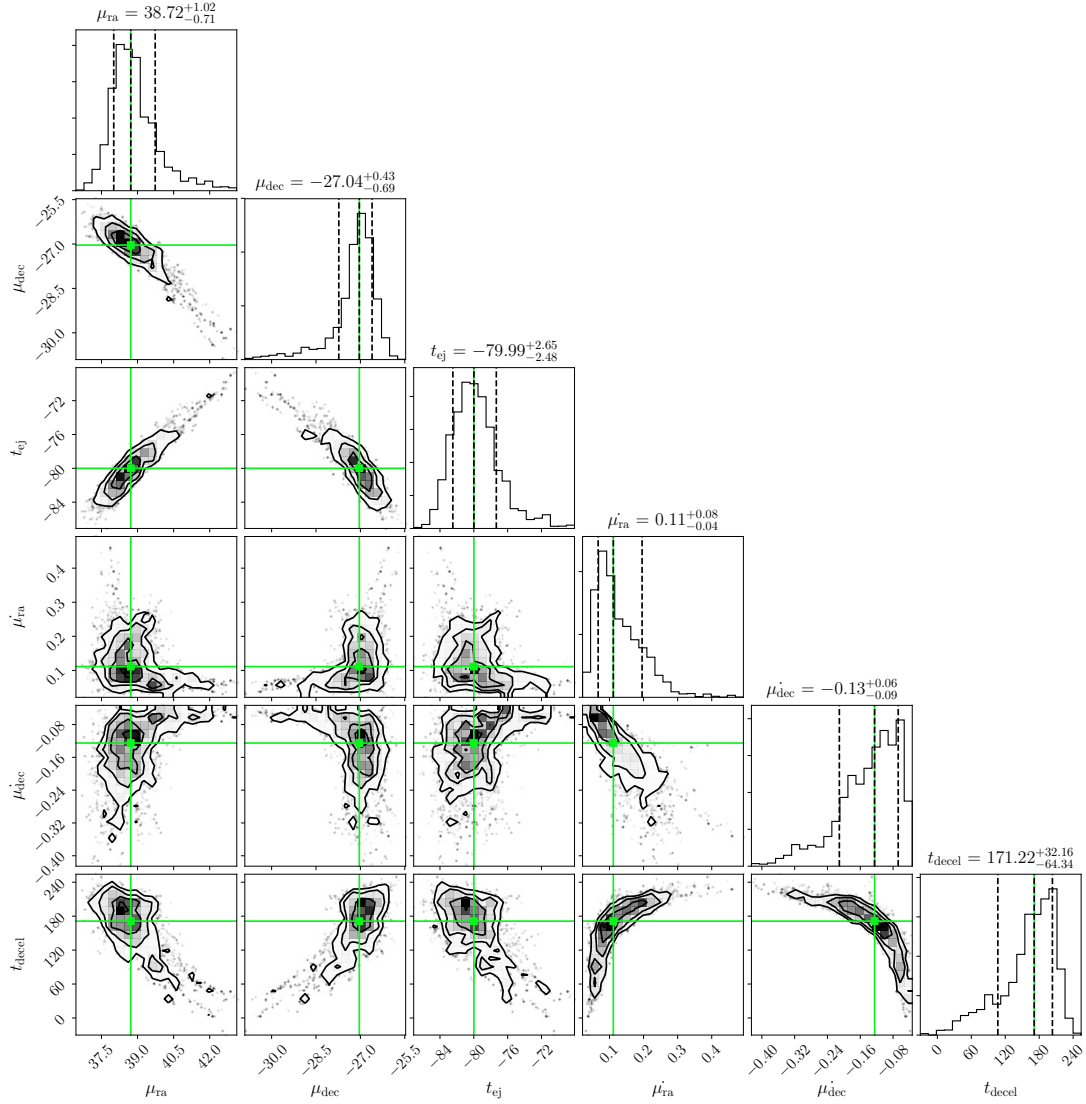 μ_ra = 38.72^{+1.02}_{−0.71}
μ_dec = −27.04^{+0.43}_{−0.69}
−25.5
−27.0
−28.5
−30.0
μ_dec
t_ej = −79.99^{+2.65}_{−2.48}
−72
−76
−80
−84
t_ej
μ̇_ra = 0.11^{+0.08}_{−0.04}
0.4
0.3
0.2
0.1
μ̇_ra
μ̇_dec = −0.13^{+0.06}_{−0.09}
−0.08
−0.16
−0.24
−0.32
−0.40
μ̇_dec
t_decel = 171.22^{+32.16}_{−64.34}
240
180
120
60
0
t_decel
37.5 39.0 40.5 42.0
−30.0 −28.5 −27.0 −25.5
−84 −80 −76 −72
0.1 0.2 0.3 0.4
−0.40 −0.32 −0.24 −0.16 −0.08
0 60 120 180 240
μ_ra μ_dec t_ej μ̇_ra μ̇_dec t_decel